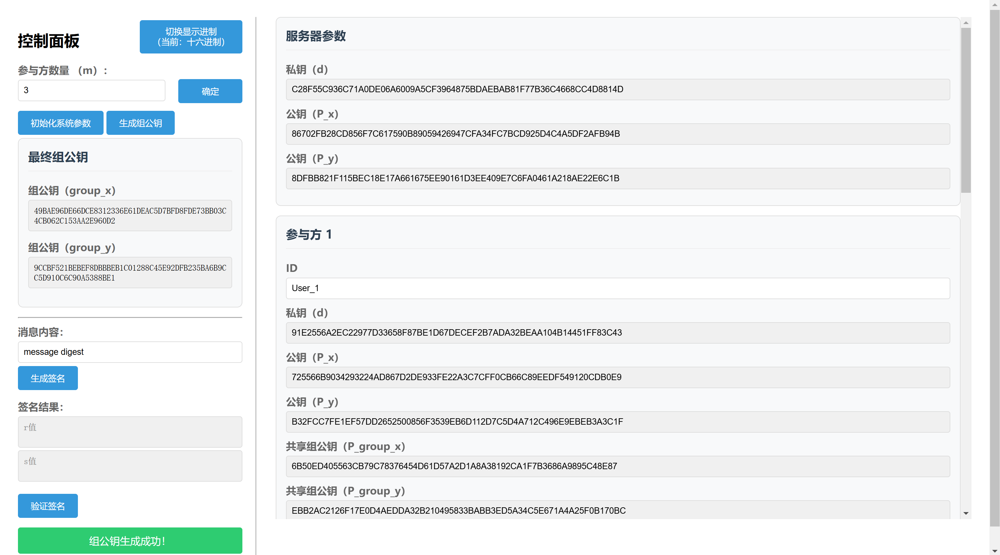 控制面板
切换显示进制
（当前：十六进制）
参与方数量 （m）:
3
确定
初始化系统参数
生成组公钥
最终组公钥
组公钥（group_x）
49BAE96DE66DCE8312336E61DEAC5D7BFD8FDE73BB03C
4CB062C153AA2E960D2
组公钥（group_y）
9CCBF521BEBEF8DBBBEB1C01288C45E92DFB235BA6B9C
C5D910C6C90A5388BE1
消息内容：
message digest
生成签名
签名结果：
r值
s值
验证签名
组公钥生成成功！
服务器参数
私钥（d）
C28F55C936C71A0DE06A6009A5CF3964875BDAEBAB81F77B36C4668CC4D8814D
公钥（P_x）
86702FB28CD856F7C617590B89059426947CFA34FC7BCD925D4C4A5DF2AFB94B
公钥（P_y）
8DFBB821F115BEC18E17A661675EE90161D3EE409E7C6FA0461A218AE22E6C1B
参与方 1
ID
User_1
私钥（d）
91E2556A2EC22977D33658F87BE1D67DECEF2B7ADA32BEAA104B14451FF83C43
公钥（P_x）
725566B9034293224AD867D2DE933FE22A3C7CFF0CB66C89EEDF549120CDB0E9
公钥（P_y）
B32FCC7FE1EF57DD2652500856F3539EB6D112D7C5D4A712C496E9EBEB3A3C1F
共享组公钥（P_group_x）
6B50ED405563CB79C78376454D61D57A2D1A8A38192CA1F7B3686A9895C48E87
共享组公钥（P_group_y）
EBB2AC2126F17E0D4AEDDA32B210495833BABB3ED5A34C5E671A4A25F0B170BC